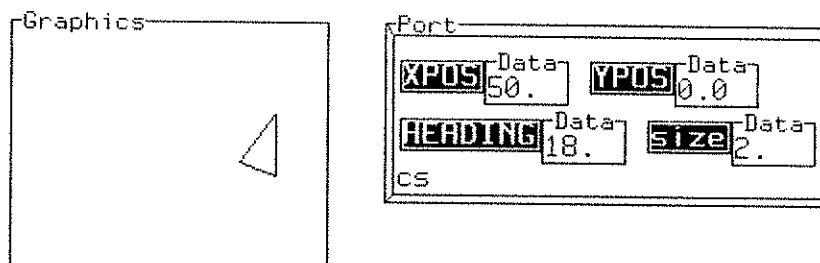 Graphics
Port
XPOS Data 50. YPOS Data 0.0
HEADING Data 18. size Data 2.
cs